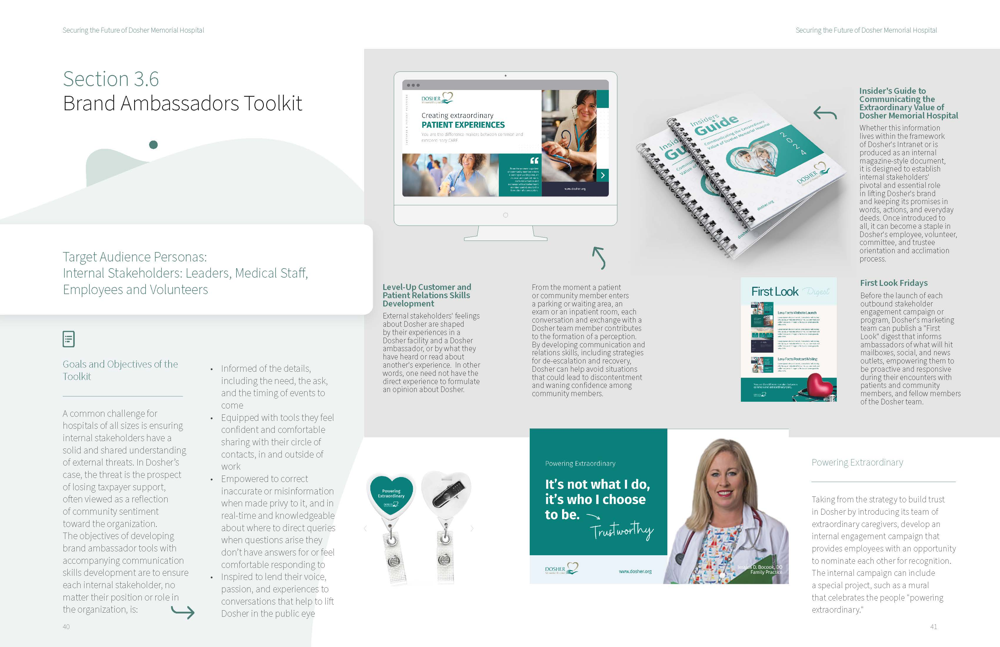 Securing the Future of Dosher Memorial Hospital
Securing the Future of Dosher Memorial Hospital
Section 3.6
Brand Ambassadors Toolkit
Target Audience Personas:
Internal Stakeholders: Leaders, Medical Staff,
Employees and Volunteers
Goals and Objectives of the
Toolkit
A common challenge for
hospitals of all sizes is ensuring
internal stakeholders have a
solid and shared understanding
of external threats. In Dosher’s
case, the threat is the prospect
of losing taxpayer support,
often viewed as a reflection
of community sentiment
toward the organization.
The objectives of developing
brand ambassador tools with
accompanying communication
skills development are to ensure
each internal stakeholder, no
matter their position or role in
the organization, is:
• Informed of the details,
including the need, the ask,
and the timing of events to
come
• Equipped with tools they feel
confident and comfortable
sharing with their circle of
contacts, in and outside of
work
• Empowered to correct
inaccurate or misinformation
when made privy to it, and in
real-time and knowledgeable
about where to direct queries
when questions arise they
don’t have answers for or feel
comfortable responding to
• Inspired to lend their voice,
passion, and experiences to
conversations that help to lift
Dosher in the public eye
40
DOSHER
Memorial Hospital
Creating extraordinary
PATIENT EXPERIENCES
You are the difference makers between common and
extraordinary CARE
“
From the moment a patient
or community member enters
a parking or waiting area, an
exam or an inpatient room,
each conversation and
exchange with a Dosher team
member contributes to the
formation of a perception.
www.dosher.org
Insiders
Guide
Communicating the Extraordinary
Value of Dosher Memorial Hospital
2024
DOSHER
Memorial Hospital
dosher.org
Insid
Gu
Commun
Value of
dosher
Insider's Guide to
Communicating the
Extraordinary Value of
Dosher Memorial Hospital
Whether this information
lives within the framework
of Dosher's Intranet or is
produced as an internal
magazine-style document,
it is designed to establish
internal stakeholders'
pivotal and essential role
in lifting Dosher's brand
and keeping its promises in
words, actions, and everyday
deeds. Once introduced to
all, it can become a staple in
Dosher's employee, volunteer,
committee, and trustee
orientation and acclimation
process.
Level-Up Customer and
Patient Relations Skills
Development
External stakeholders' feelings
about Dosher are shaped
by their experiences in a
Dosher facility and a Dosher
ambassador, or by what they
have heard or read about
another's experience.  In other
words, one need not have the
direct experience to formulate
an opinion about Dosher.
From the moment a patient
or community member enters
a parking or waiting area, an
exam or an inpatient room, each
conversation and exchange with a
Dosher team member contributes
to the formation of a perception.
By developing communication and
relations skills, including strategies
for de-escalation and recovery,
Dosher can help avoid situations
that could lead to discontentment
and waning confidence among
community members.
First Look Digest
Levy Facts Website Launch
Levy Facts Postcard Mailing
You are the difference maker between
common and extraordinary CARE.
DOSHER
First Look Fridays
Before the launch of each
outbound stakeholder
engagement campaign or
program, Dosher's marketing
team can publish a "First
Look" digest that informs
ambassadors of what will hit
mailboxes, social, and news
outlets, empowering them to
be proactive and responsive
during their encounters with
patients and community
members, and fellow members
of the Dosher team.
Powering
Extraordinary
DOSHER
Powering Extraordinary
It’s not what I do,
it’s who I choose
to be.
Trustworthy
DOSHER
Memorial Hospital
www.dosher.org
Jessica D. Bocook, DO
Family Practice
Powering Extraordinary
Taking from the strategy to build trust
in Dosher by introducing its team of
extraordinary caregivers, develop an
internal engagement campaign that
provides employees with an opportunity
to nominate each other for recognition.
The internal campaign can include
a special project, such as a mural
that celebrates the people "powering
extraordinary."
41